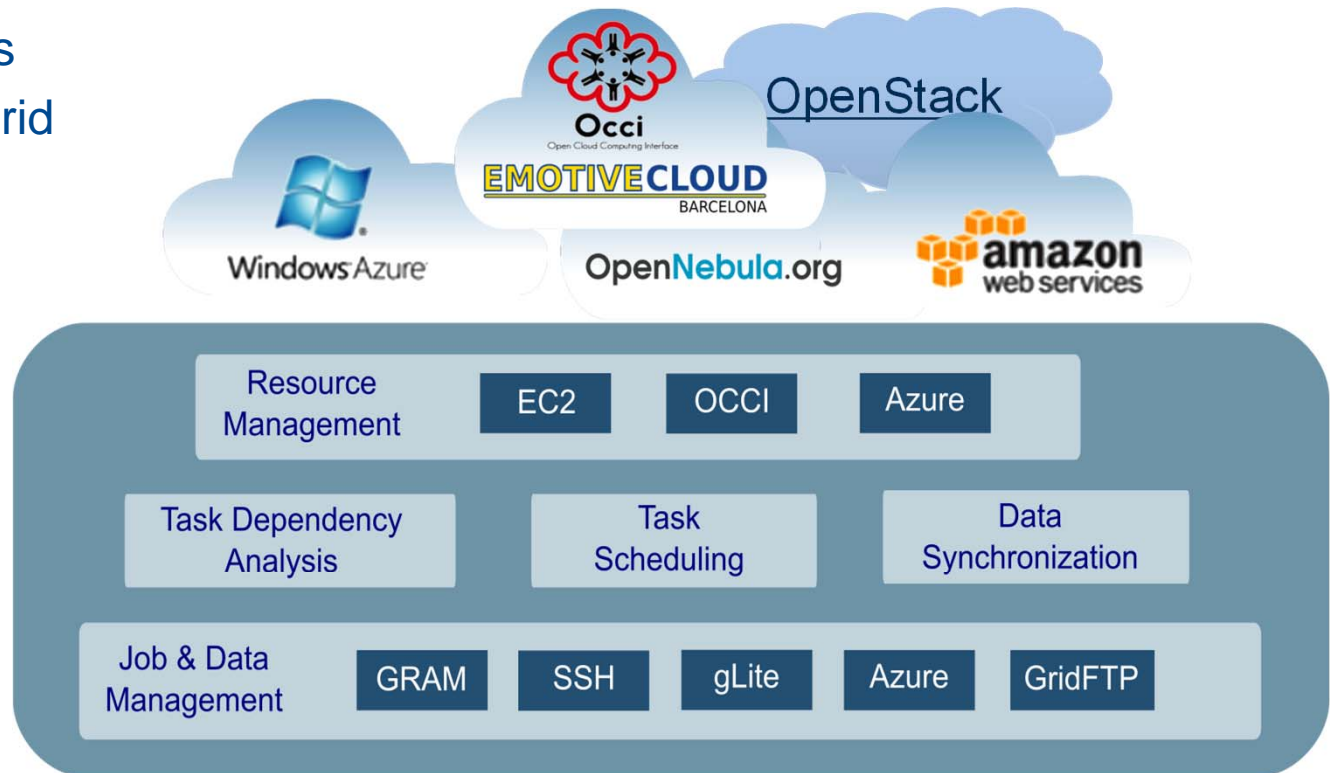 s
rid
Occi
Open Cloud Computing Interface
OpenStack
EMOTIVECLOUD
BARCELONA
Windows Azure
OpenNebula.org
amazon
web services
Resource
Management
EC2
OCCI
Azure
Task Dependency
Analysis
Task
Scheduling
Data
Synchronization
Job & Data
Management
GRAM
SSH
gLite
Azure
GridFTP